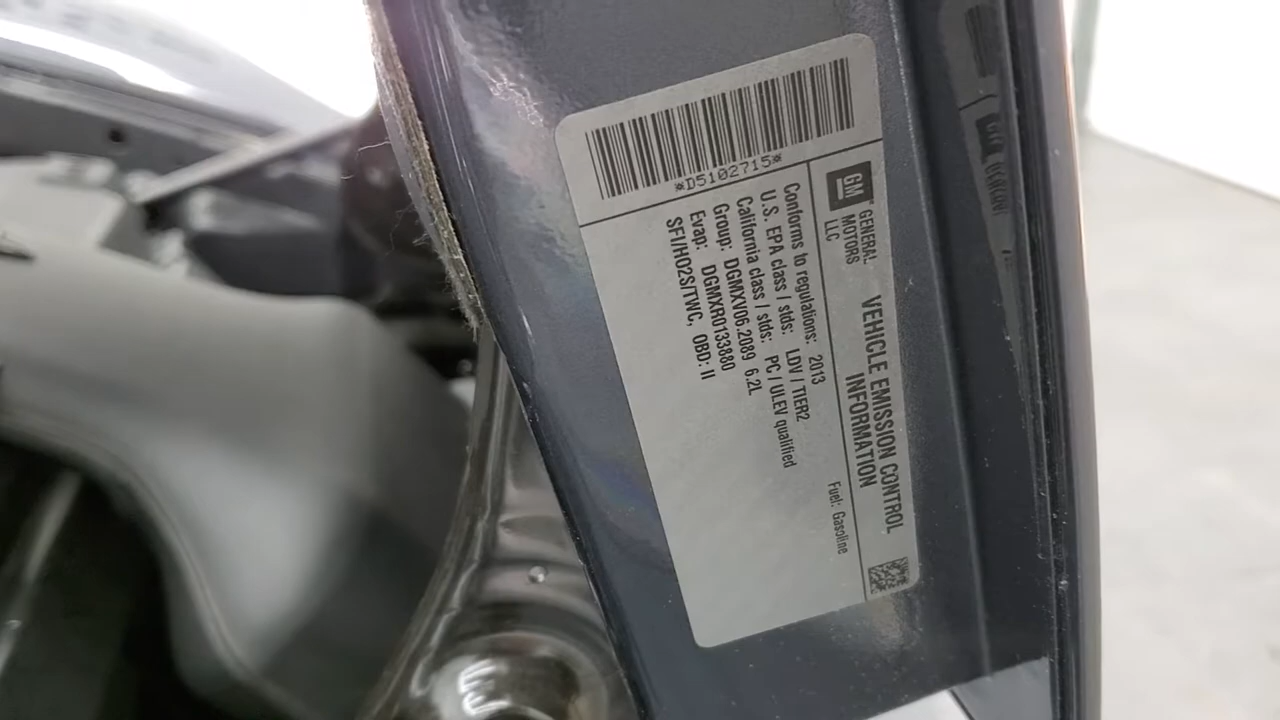 *D5102715*
GM
GENERAL
MOTORS
LLC
VEHICLE EMISSION CONTROL
INFORMATION
Conforms to regulations: 2013
Fuel: Gasoline
U.S. EPA class / stds: LDV / TIER2
California class / stds: PC / ULEV qualified
Group: DGMXV06.2089 6.2L
Evap: DGMXR0133880
SFI/HO2S/TWC, OBD: II